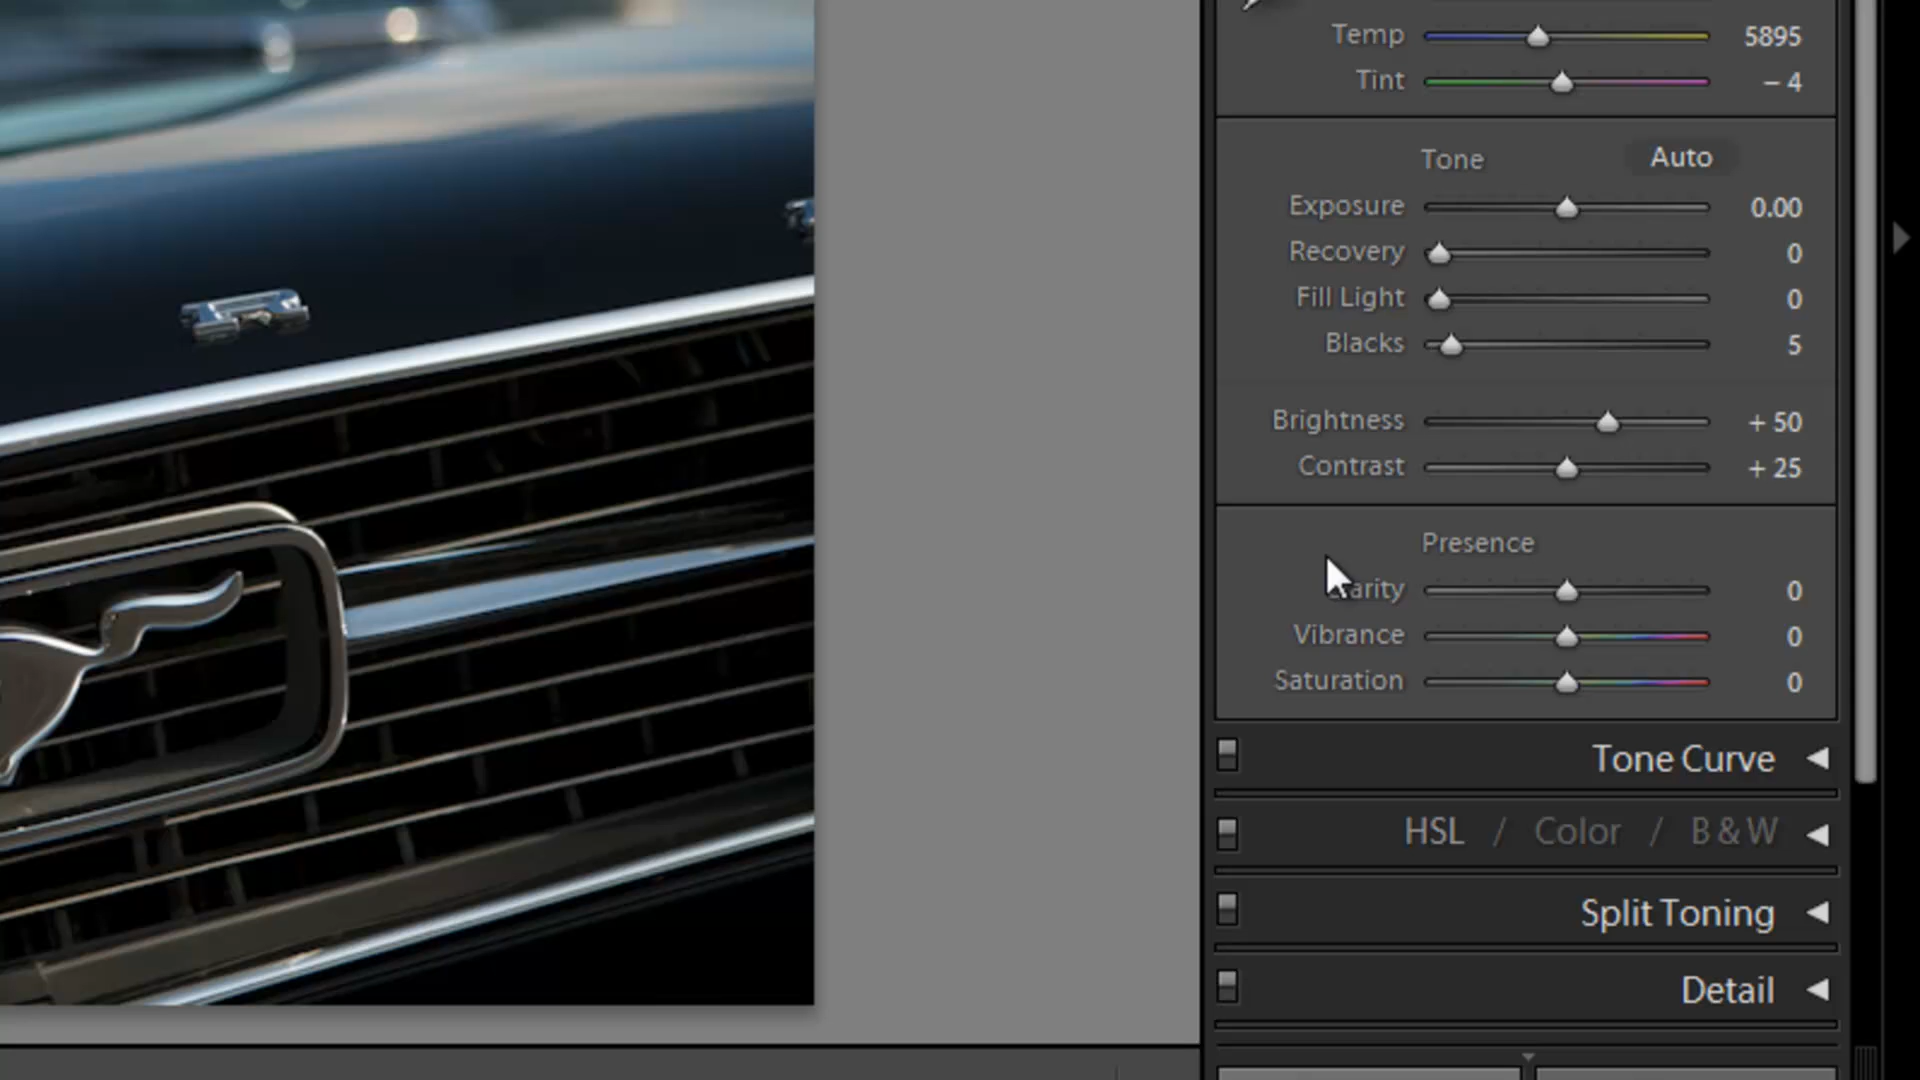 Temp 5895
Tint – 4
Tone Auto
Exposure 0.00
Recovery 0
Fill Light 0
Blacks 5
Brightness + 50
Contrast + 25
Presence
arity 0
Vibrance 0
Saturation 0
Tone Curve
HSL / Color / B & W
Split Toning
Detail